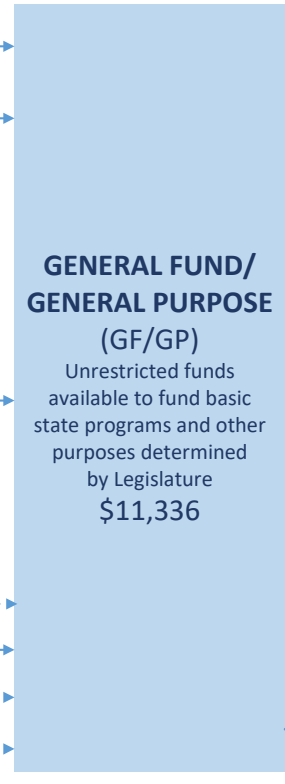 GENERAL FUND/
GENERAL PURPOSE
(GF/GP)
Unrestricted funds
available to fund basic
state programs and other
purposes determined
by Legislature
$11,336